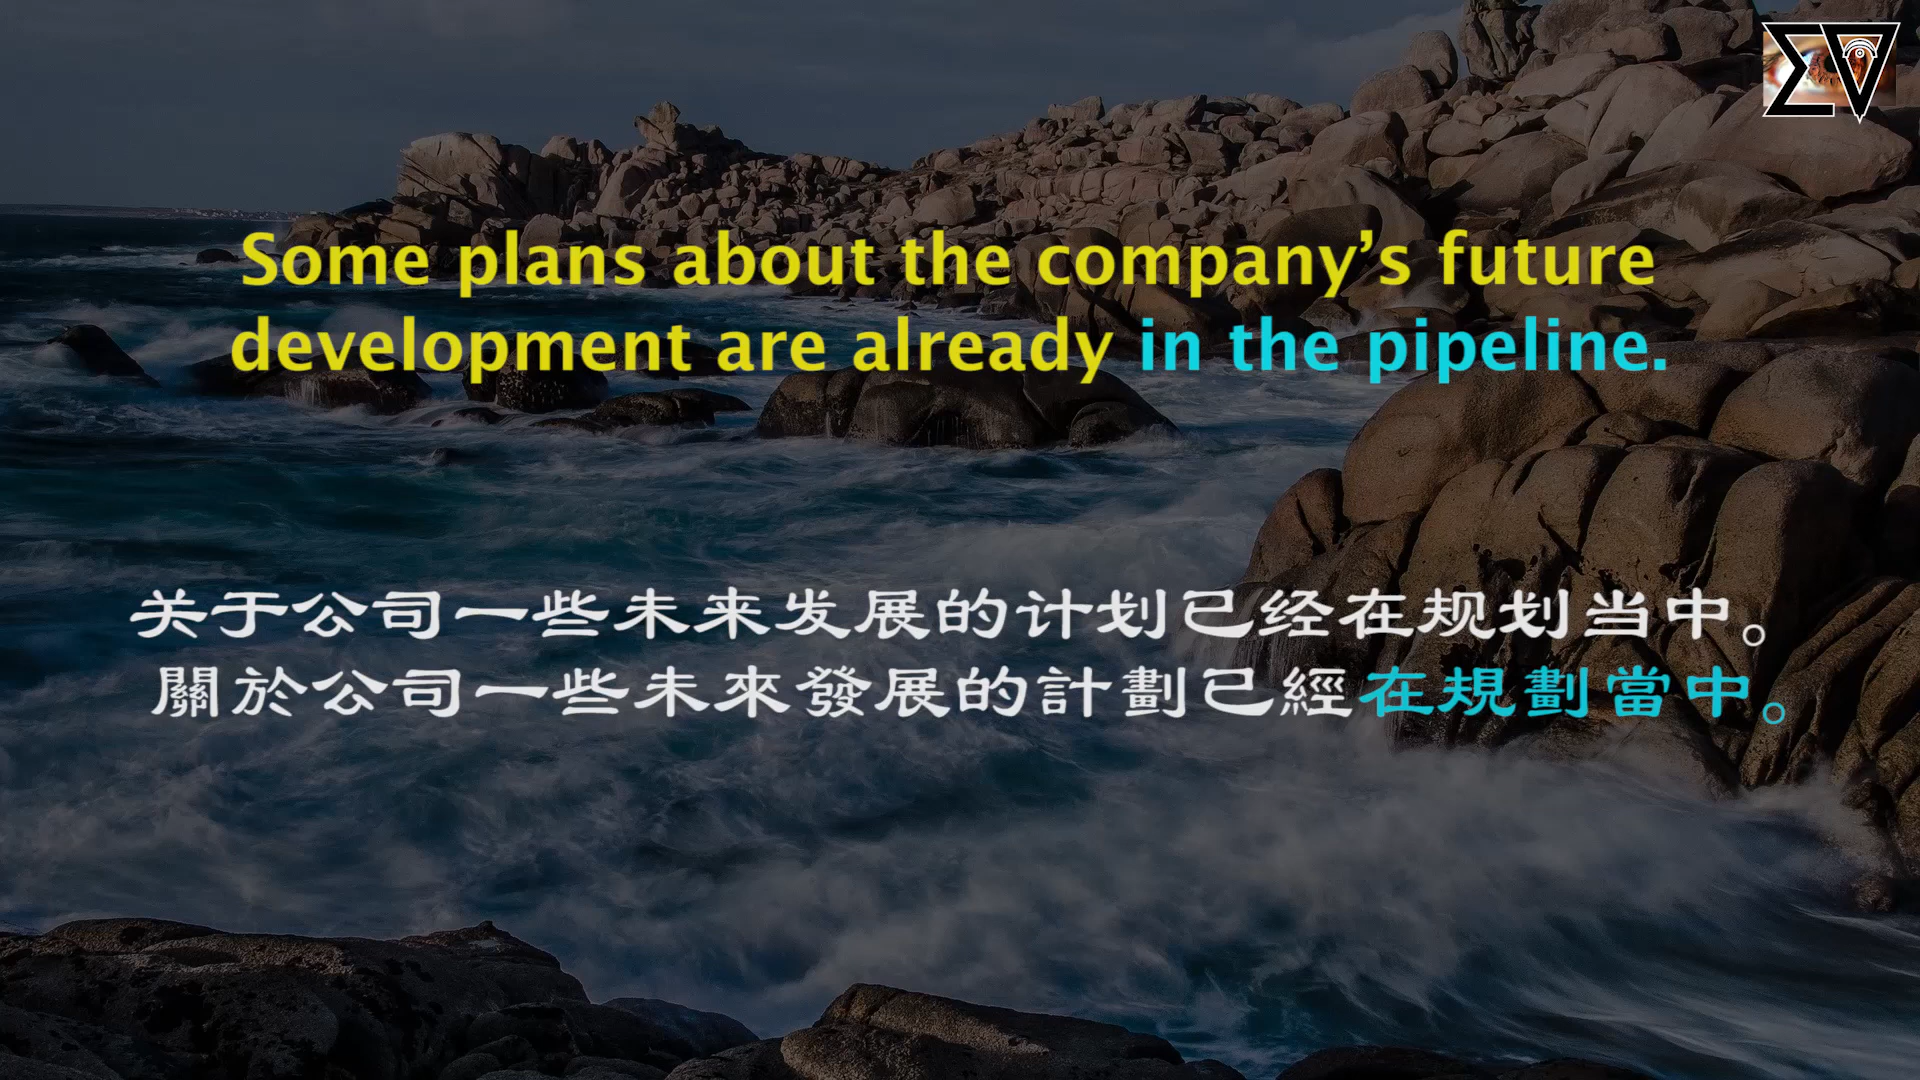 Some plans about the company’s future
development are already in the pipeline.
关于公司一些未来发展的计划已经在规划当中。
關於公司一些未來發展的計劃已經在規劃當中。